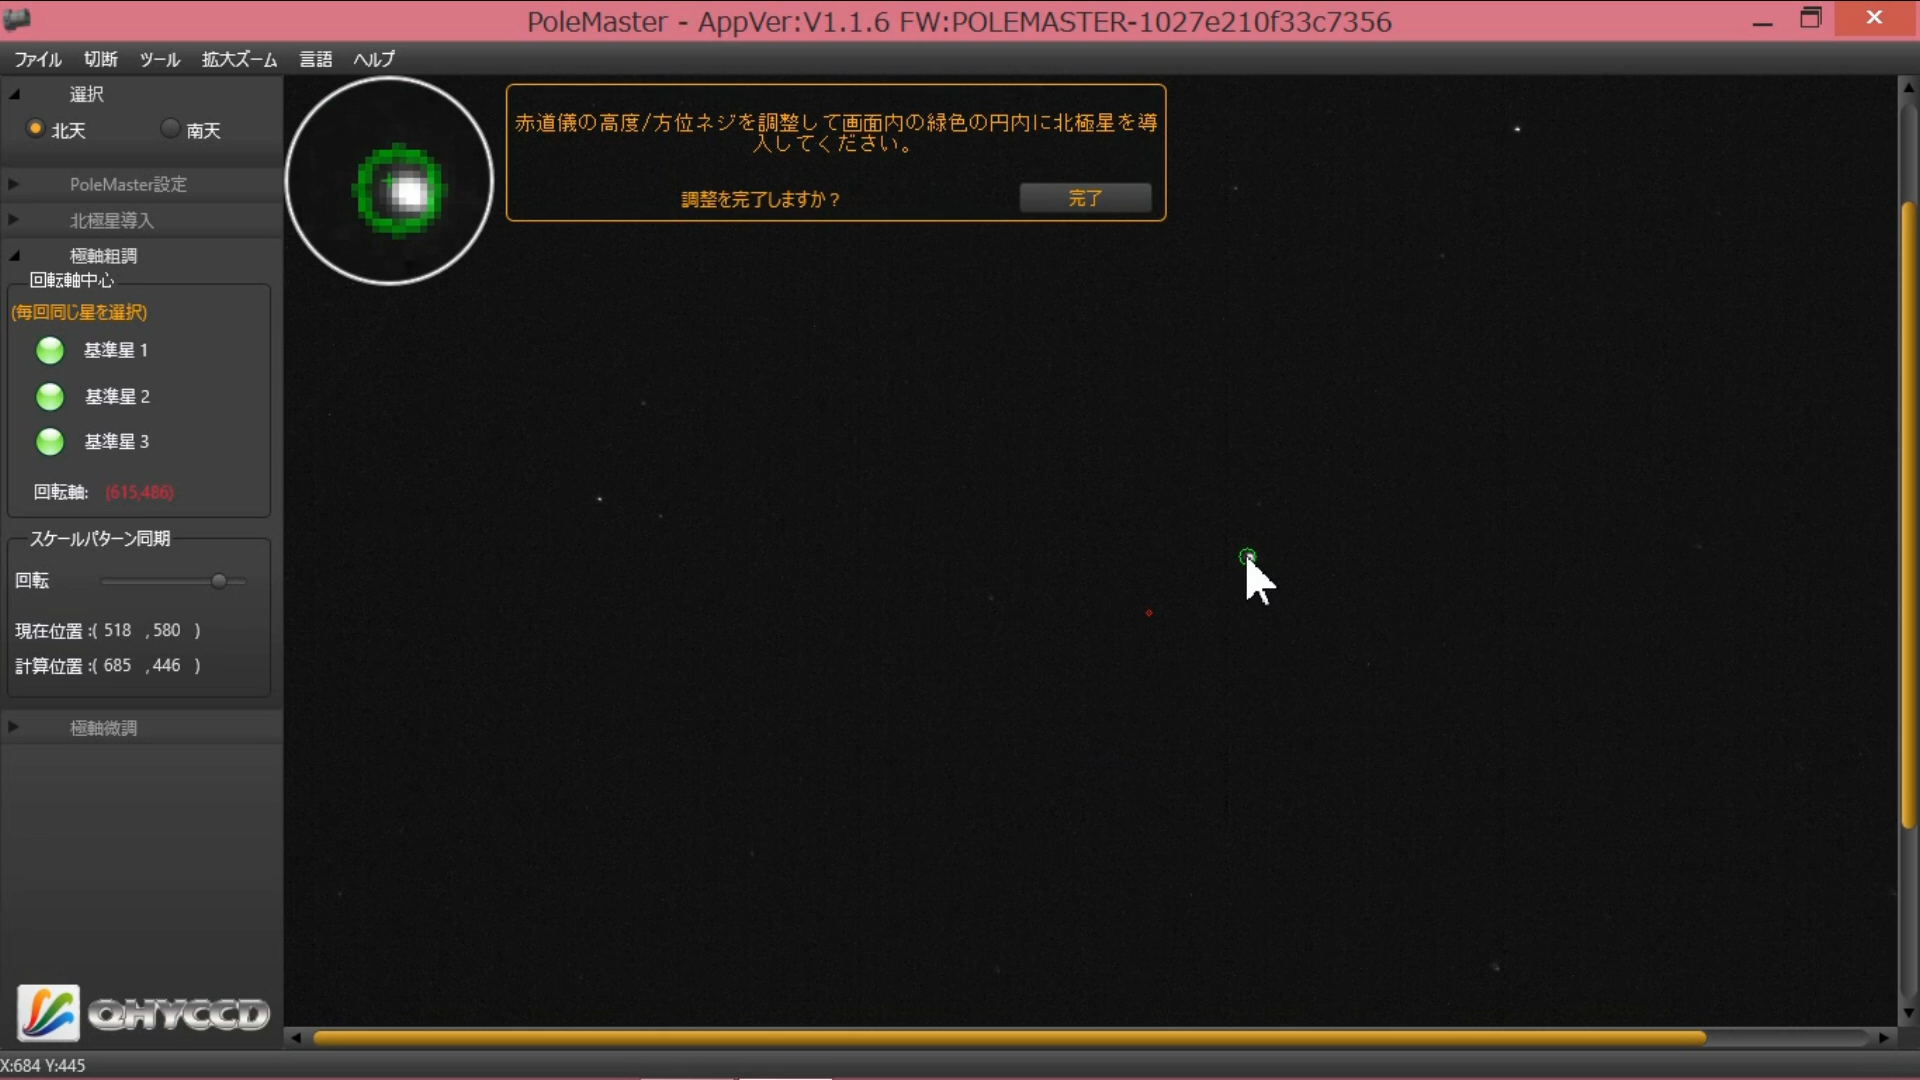 PoleMaster - AppVer:V1.1.6 FW:POLEMASTER-1027e210f33c7356
ファイル 切断 ツール 拡大ズーム 言語 ヘルプ
選択
北天 南天
PoleMaster設定
北極星導入
極軸粗調
回転軸中心
(毎回同じ星を選択)
基準星 1
基準星 2
基準星 3
回転軸: (615,486)
スケールパターン同期
回転
現在位置 :( 518 ,580 )
計算位置 :( 685 ,446 )
極軸微調
赤道儀の高度/方位ネジを調整して画面内の緑色の円内に北極星を導
入してください。
調整を完了しますか？ 完了
QHYCCD
X:684 Y:445